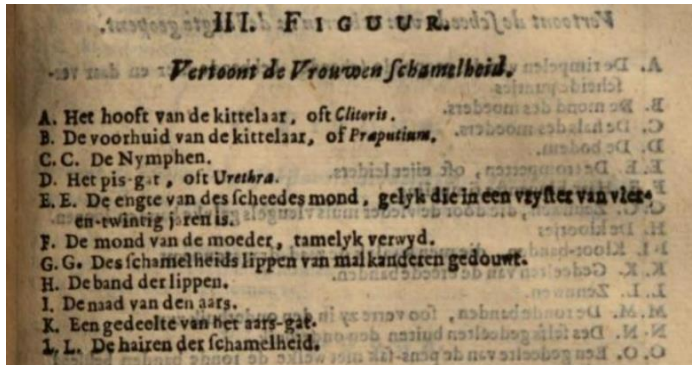 III. FIGUUR.
Vertoont de Vrouwen schamelheid.
A. Het hooft van de kittelaar, oft Clitoris.
B. De voorhuid van de kittelaar, of Præputium.
C. C. De Nymphen.
D. Het pis-gat, oft Urethra.
E. E. De engte van des scheedes mond, gelyk die in een vryster van vier-
en-twintig jaren is.
F. De mond van de moeder, tamelyk verwyd.
G. G. Des schamelheids lippen van malkanderen gedouwt.
H. De band der lippen.
I. De naad van den aars.
K. Een gedeelte van het aars-gat.
L. L. De hairen der schamelheid.